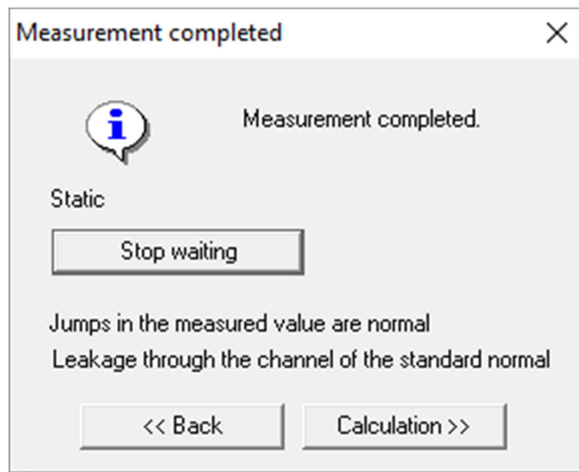 Measurement completed
Measurement completed.
Static
Stop waiting
Jumps in the measured value are normal
Leakage through the channel of the standard normal
<< Back
Calculation >>